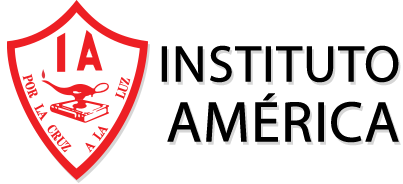 IA
POR LA CRUZ A LA LUZ
INSTITUTO
AMÉRICA